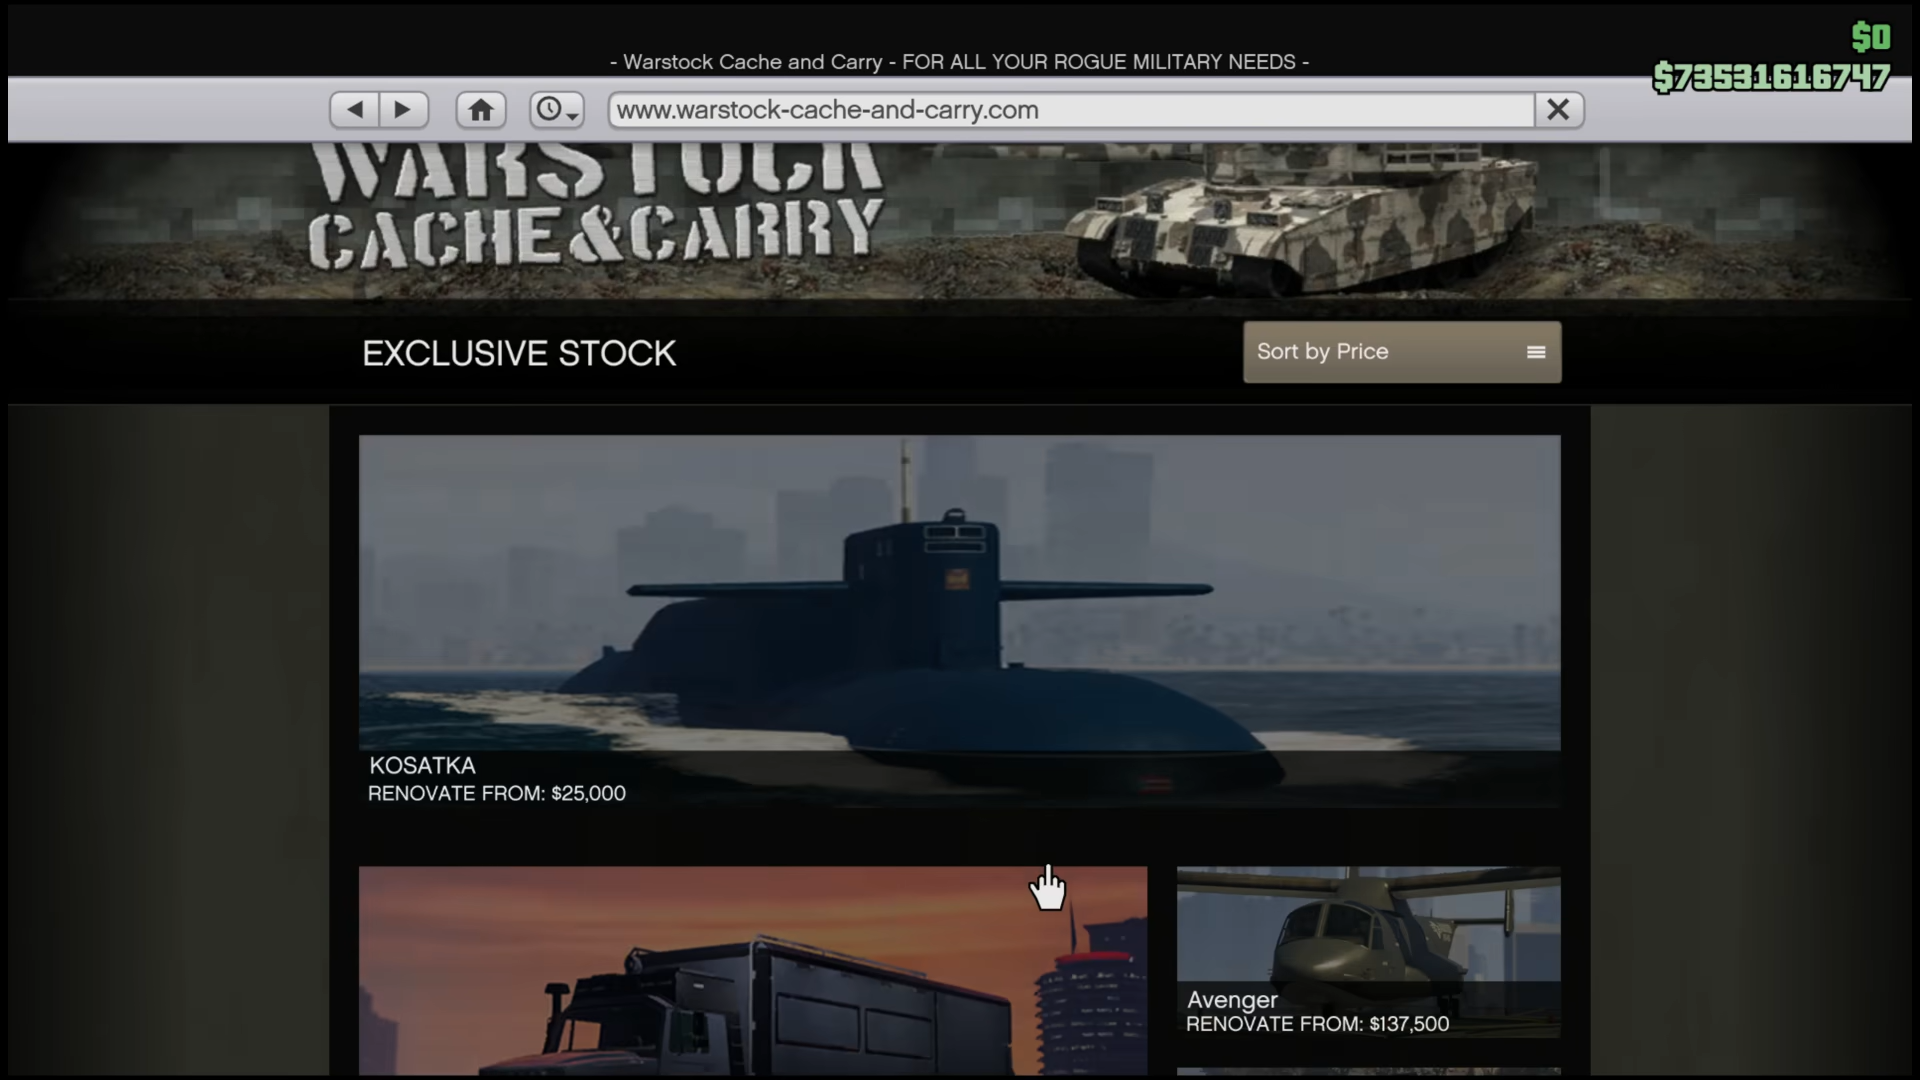 $0
- Warstock Cache and Carry - FOR ALL YOUR ROGUE MILITARY NEEDS -
$73531616747
www.warstock-cache-and-carry.com
WARSTOCK
CACHE&CARRY
EXCLUSIVE STOCK
Sort by Price
KOSATKA
RENOVATE FROM: $25,000
Avenger
RENOVATE FROM: $137,500